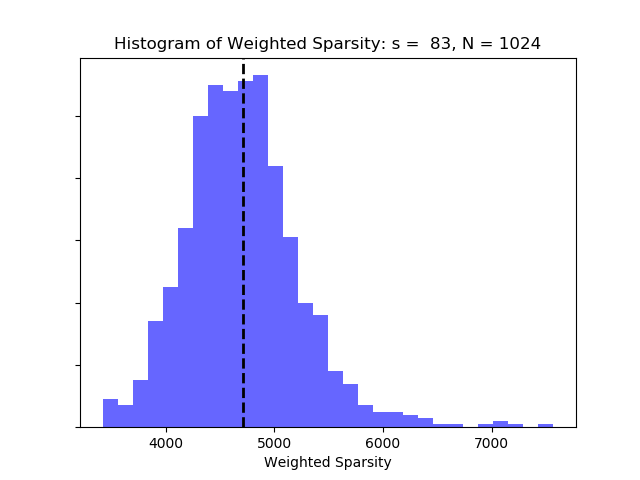 Histogram of Weighted Sparsity: s =  83, N = 1024
4000 5000 6000 7000
Weighted Sparsity